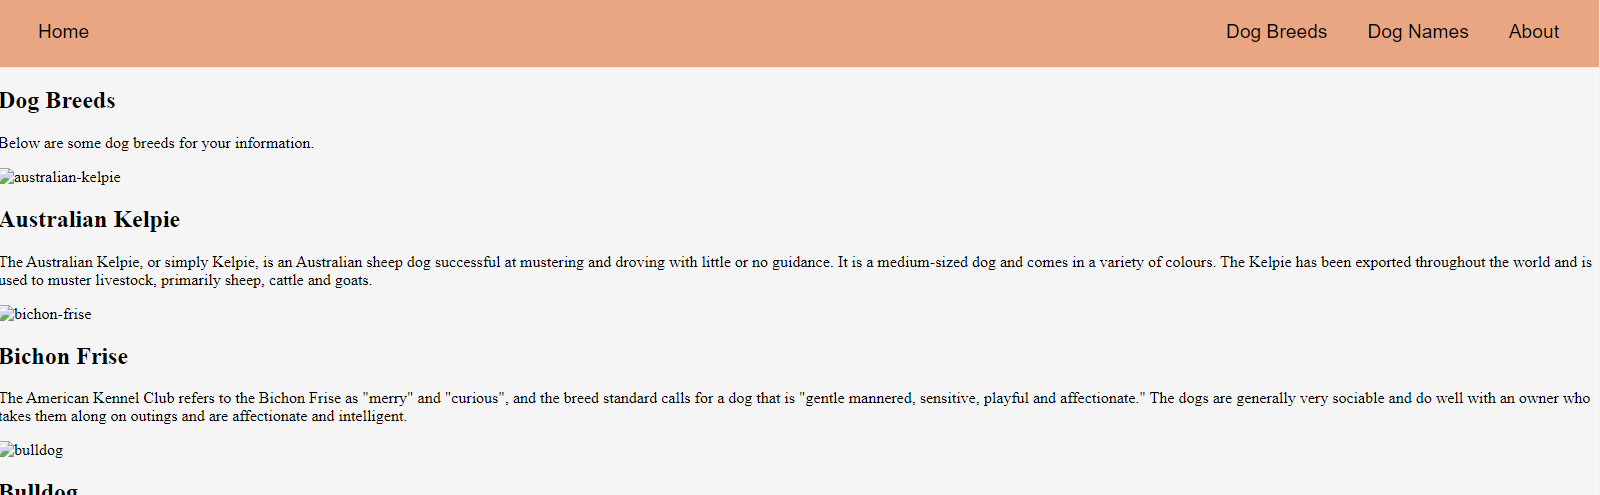 Home Dog Breeds Dog Names About
Dog Breeds
Below are some dog breeds for your information.
australian-kelpie
Australian Kelpie
The Australian Kelpie, or simply Kelpie, is an Australian sheep dog successful at mustering and droving with little or no guidance. It is a medium-sized dog and comes in a variety of colours. The Kelpie has been exported throughout the world and is
used to muster livestock, primarily sheep, cattle and goats.
bichon-frise
Bichon Frise
The American Kennel Club refers to the Bichon Frise as "merry" and "curious", and the breed standard calls for a dog that is "gentle mannered, sensitive, playful and affectionate." The dogs are generally very sociable and do well with an owner who
takes them along on outings and are affectionate and intelligent.
bulldog
Bulldog